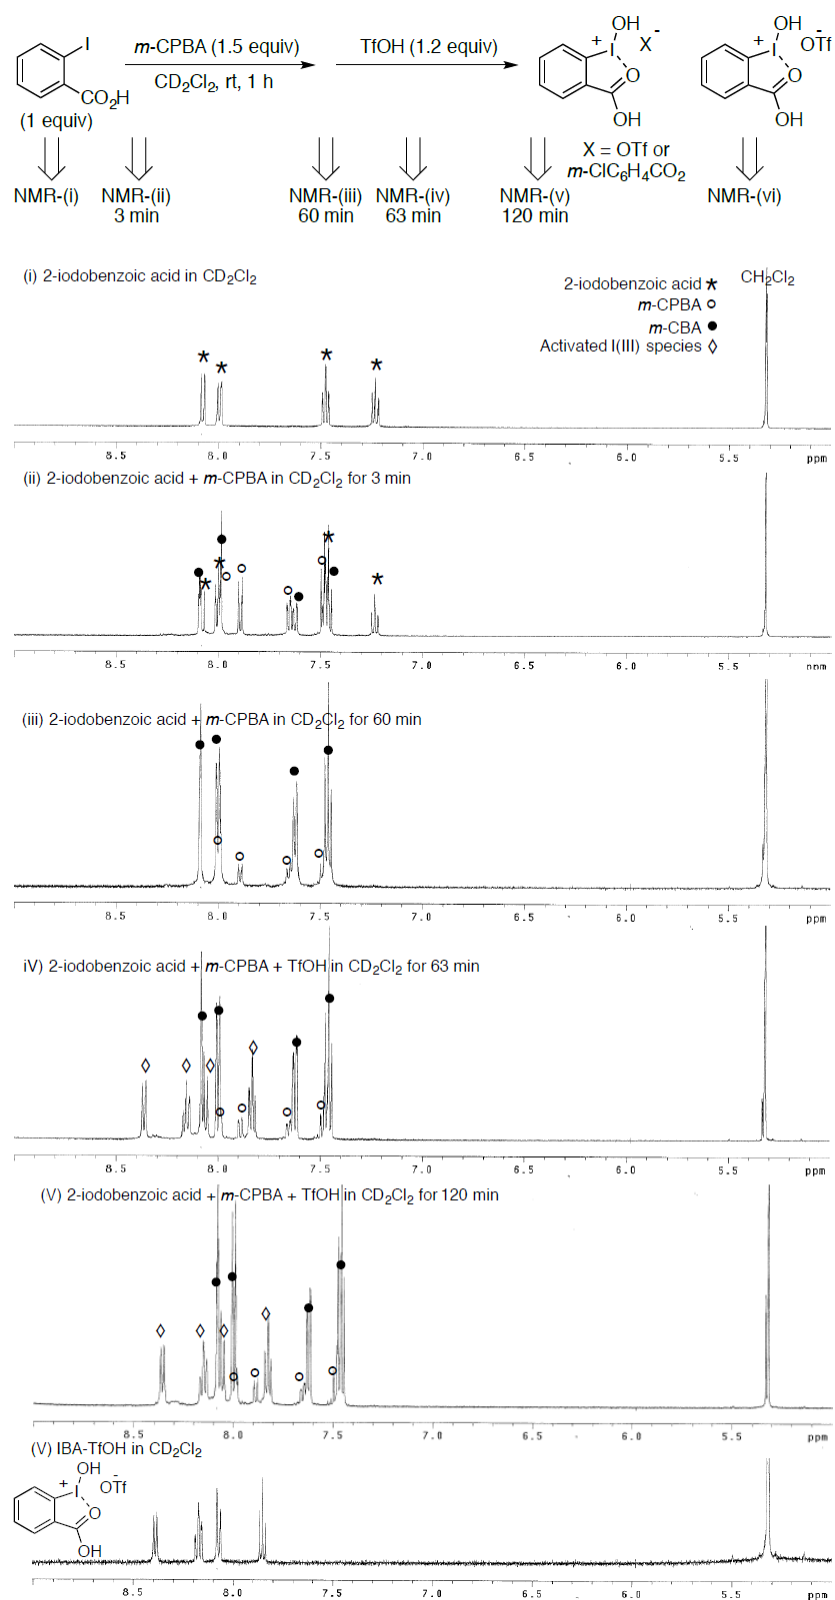 OH
I
m-CPBA (1.5 equiv)
TfOH (1.2 equiv)
CD2Cl2, rt, 1 h
CO2H
(1 equiv)
+ I X-
O
OH
OH
+ I OTf-
O
OH
X = OTf or
m-ClC6H4CO2
NMR-(i) NMR-(ii) NMR-(iii) NMR-(iv) NMR-(v) NMR-(vi)
3 min 60 min 63 min 120 min
(i) 2-iodobenzoic acid in CD2Cl2
2-iodobenzoic acid *
m-CPBA ○
m-CBA ●
Activated I(III) species ◊
CH2Cl2
8.5 8.0 7.5 7.0 6.5 6.0 5.5 ppm
(ii) 2-iodobenzoic acid + m-CPBA in CD2Cl2 for 3 min
8.5 8.0 7.5 7.0 6.5 6.0 5.5 ppm
(iii) 2-iodobenzoic acid + m-CPBA in CD2Cl2 for 60 min
8.5 8.0 7.5 7.0 6.5 6.0 5.5 ppm
iV) 2-iodobenzoic acid + m-CPBA + TfOH in CD2Cl2 for 63 min
8.5 8.0 7.5 7.0 6.5 6.0 5.5 ppm
(V) 2-iodobenzoic acid + m-CPBA + TfOH in CD2Cl2 for 120 min
8.5 8.0 7.5 7.0 6.5 6.0 5.5 ppm
(V) IBA-TfOH in CD2Cl2
OH
+ I OTf-
O
OH
8.5 8.0 7.5 7.0 6.5 6.0 5.5 ppm